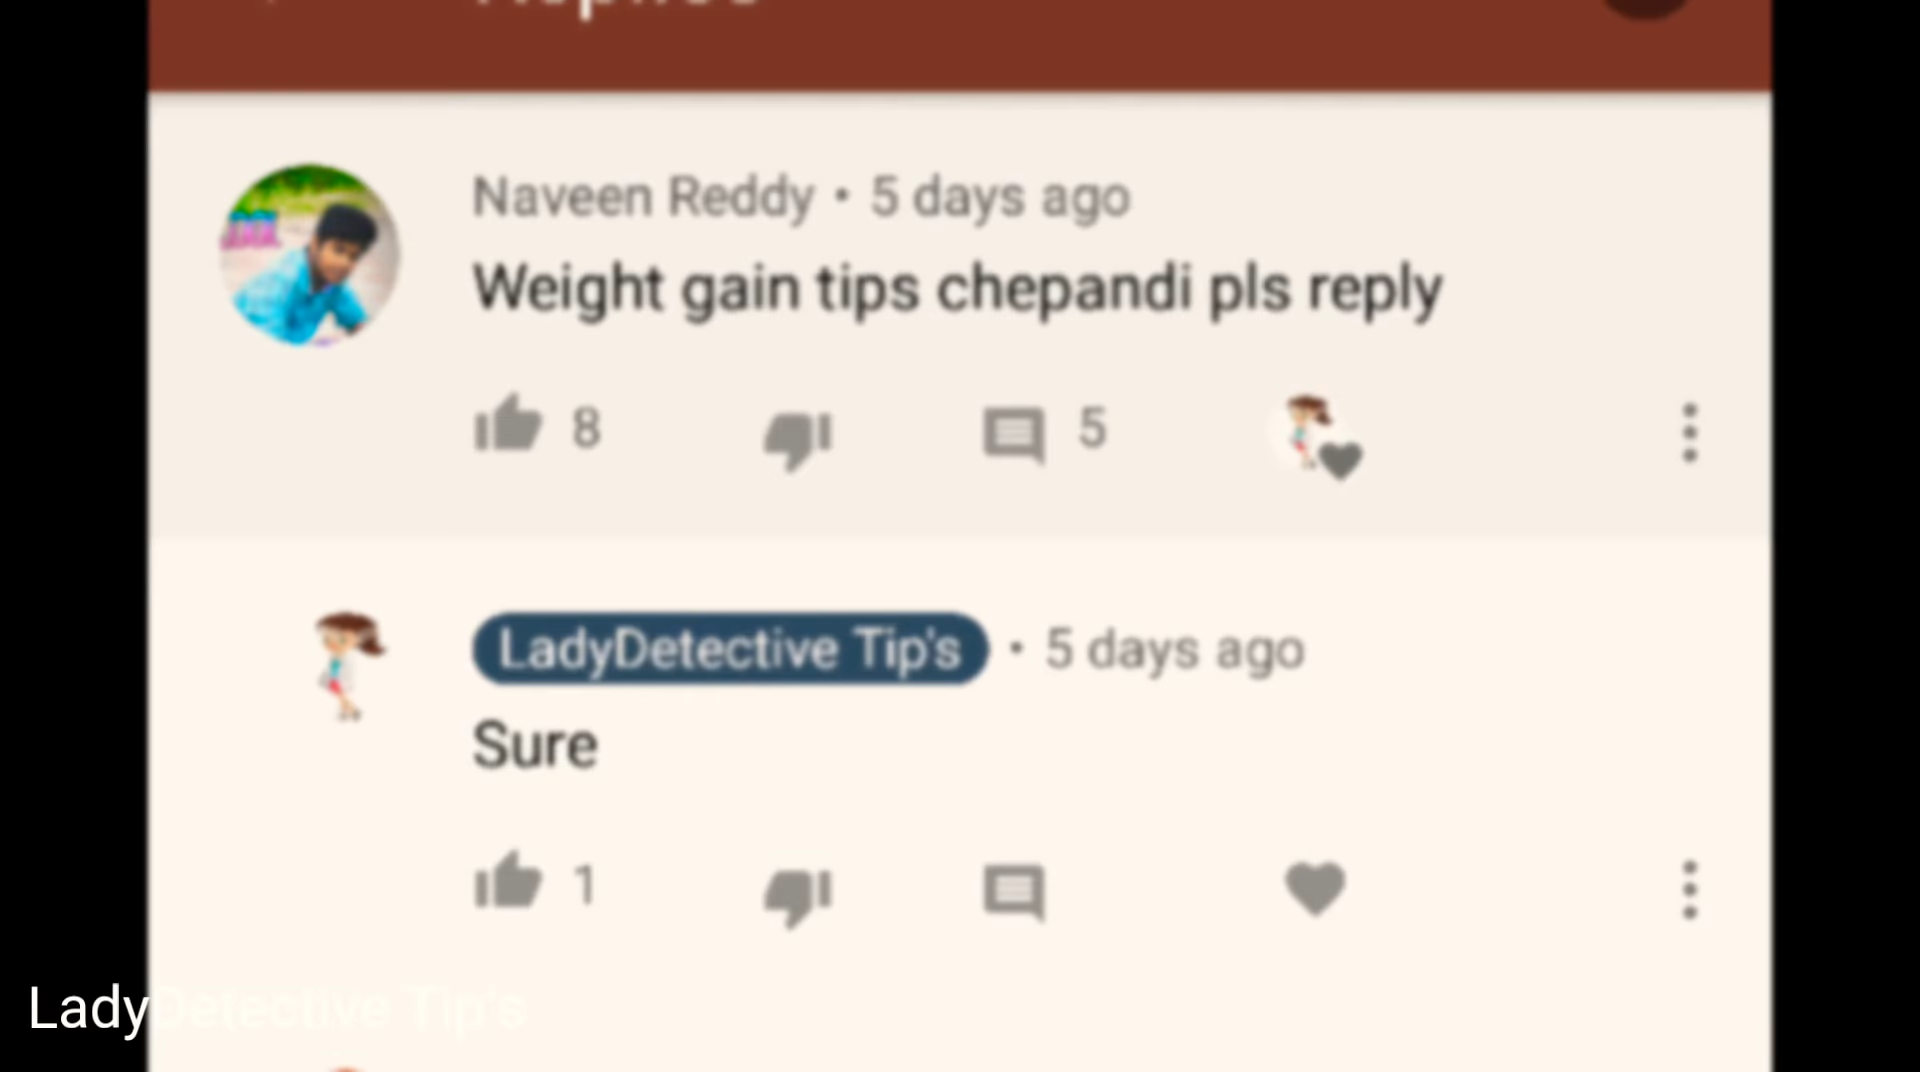 Naveen Reddy • 5 days ago
Weight gain tips chepandi pls reply
8
5
LadyDetective Tip's • 5 days ago
Sure
1
LadyDetective Tip's